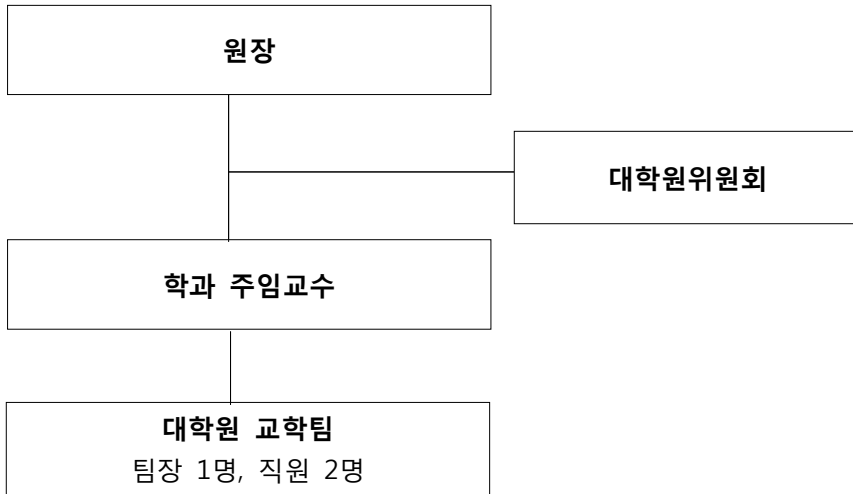 원장
대학원위원회
학과 주임교수
대학원 교학팀
팀장 1명, 직원 2명